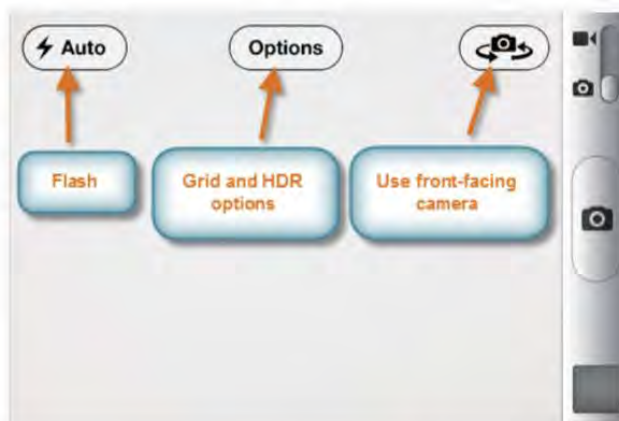 Auto
Options
Flash
Grid and HDR
options
Use front-facing
camera